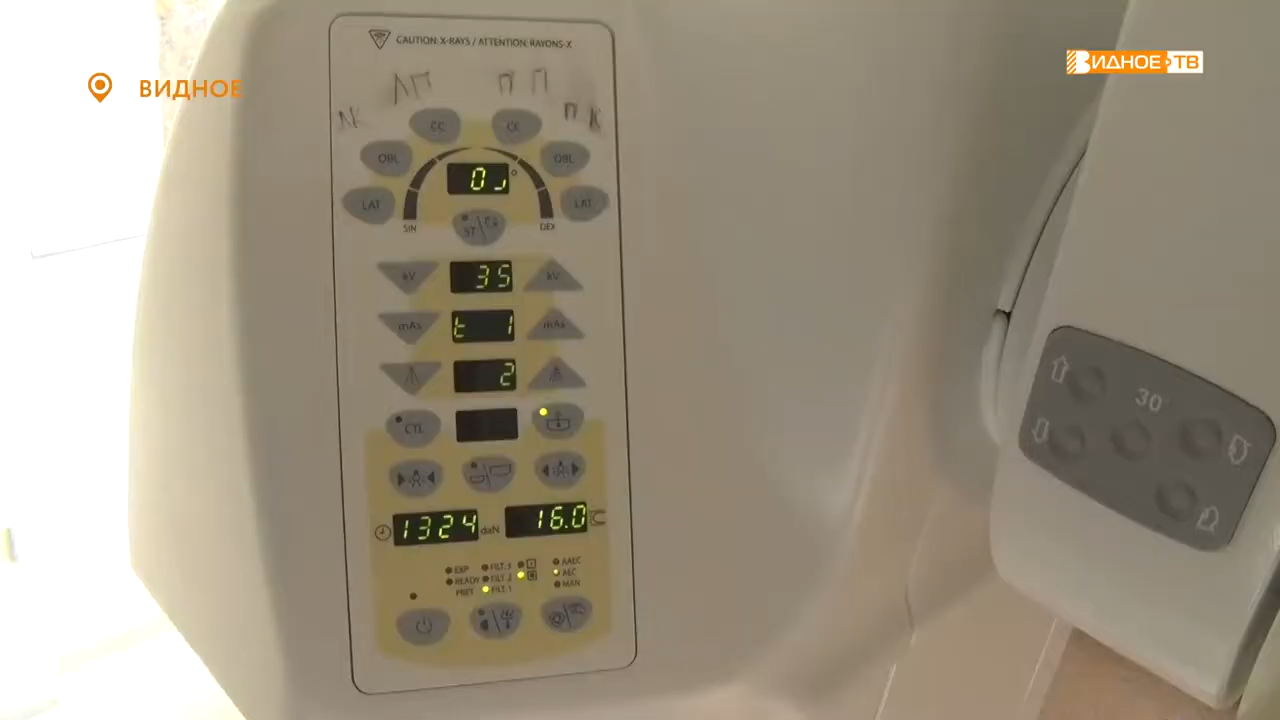 CAUTION: X-RAYS / ATTENTION: RAYONS-X
ВИДНОЕ
ВИДНОЕ ТВ
ЛП П П
ЛК П К
CC CC
OBL OBL
0 °
LAT LAT
SIN DEX
ST
kV 35 kV
mAs t 1 mAs
2
30°
CTL
1324 daN 16.0
EXP FILT. 3 AAEC
READY FILT. 2 AEC
PRET FILT. 1 MAN